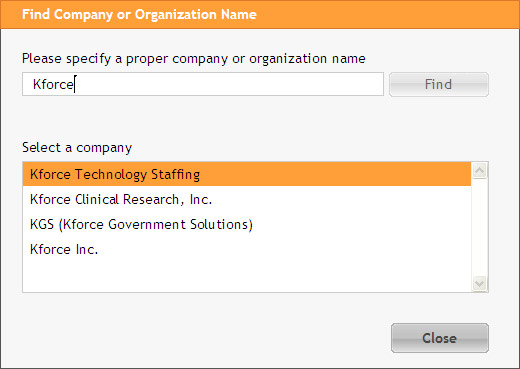 Find Company or Organization Name
Please specify a proper company or organization name
Kforce
Find
Select a company
Kforce Technology Staffing
Kforce Clinical Research, Inc.
KGS (Kforce Government Solutions)
Kforce Inc.
Close